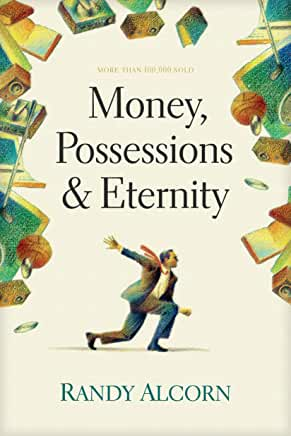 MORE THAN 100,000 SOLD
Money,
Possessions
& Eternity
RANDY ALCORN